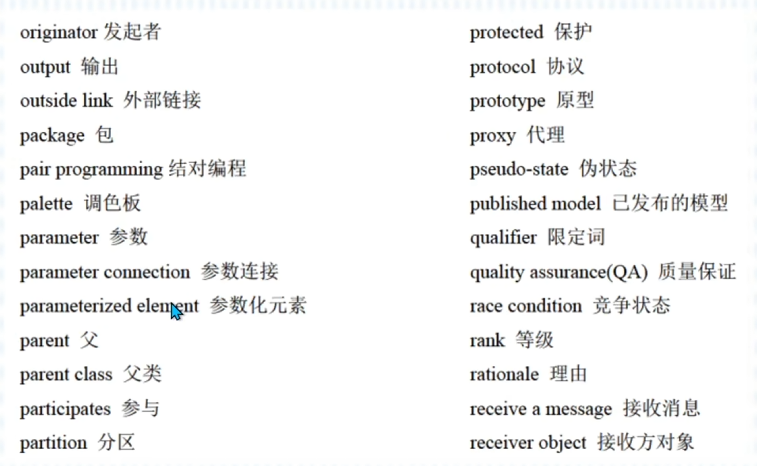 originator 发起者
output 输出
outside link 外部链接
package 包
pair programming 结对编程
palette 调色板
parameter 参数
parameter connection 参数连接
parameterized element 参数化元素
parent 父
parent class 父类
participates 参与
partition 分区
protected 保护
protocol 协议
prototype 原型
proxy 代理
pseudo-state 伪状态
published model 已发布的模型
qualifier 限定词
quality assurance(QA) 质量保证
race condition 竞争状态
rank 等级
rationale 理由
receive a message 接收消息
receiver object 接收方对象